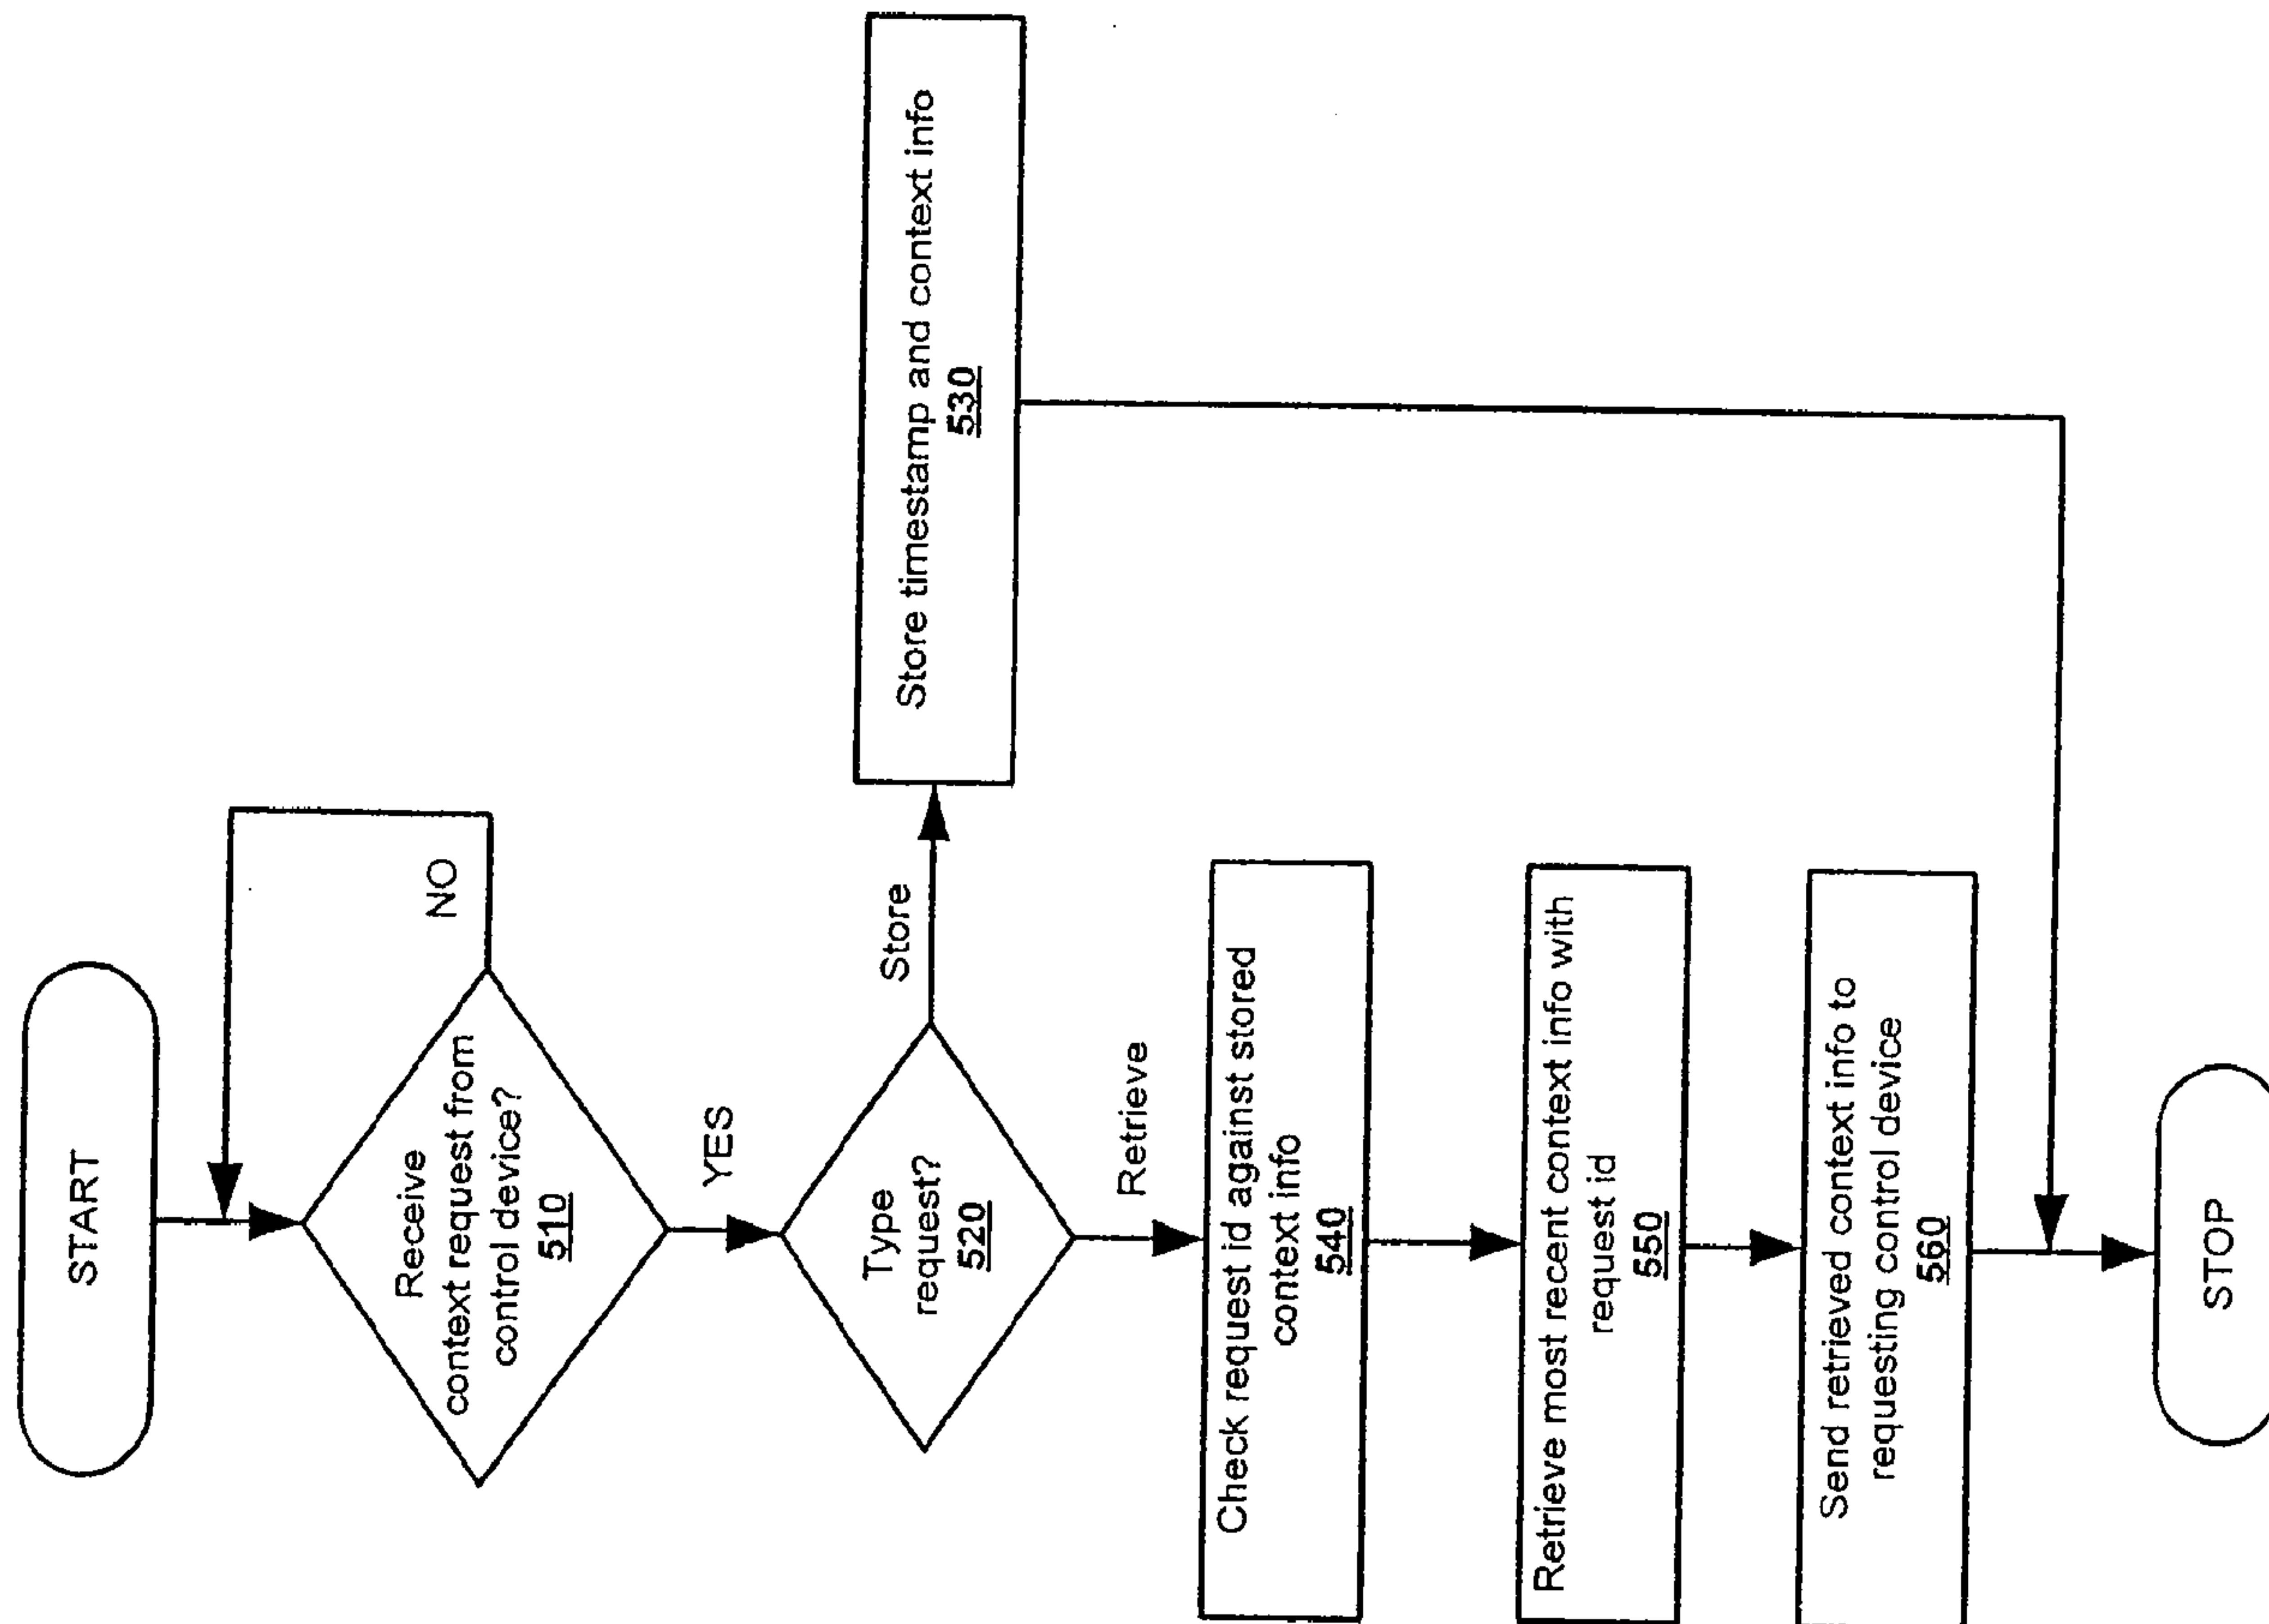 START
Receive
context request from
control device?
510
NO
YES
Type
request?
520
Store
Store timestamp and context info
530
Retrieve
Check request id against stored
context info
540
Retrieve most recent context info with
request id
550
Send retrieved context info to
requesting control device
560
STOP